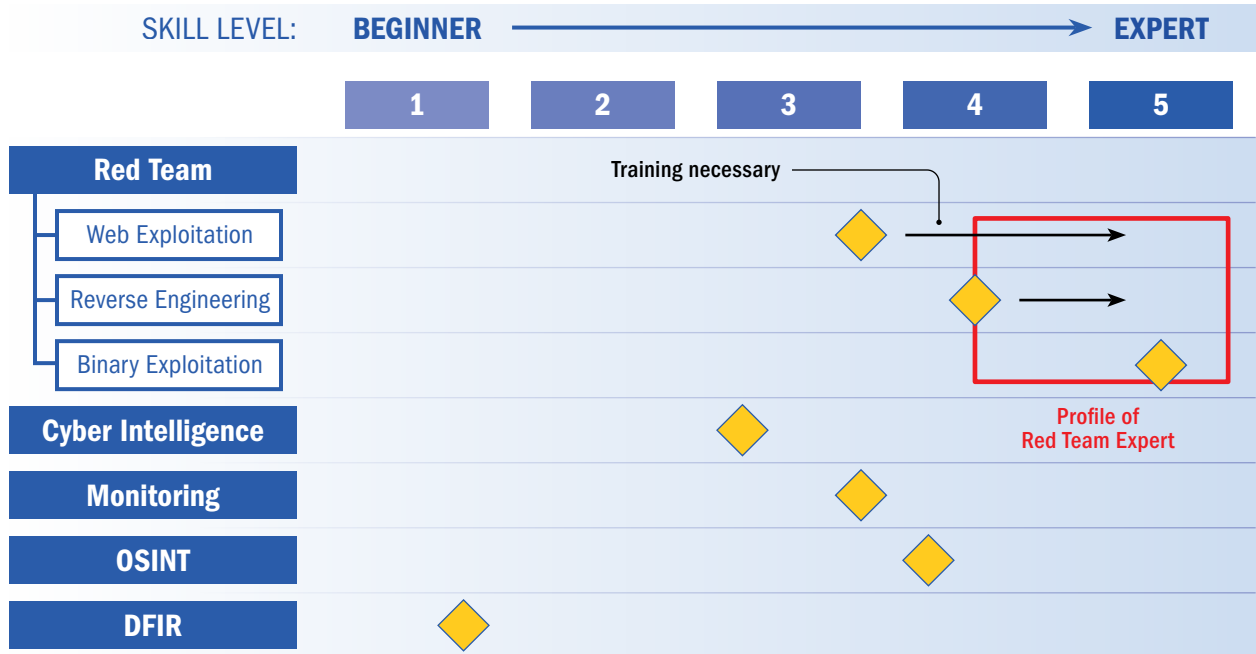 SKILL LEVEL: BEGINNER EXPERT
1 2 3 4 5
Red Team
Training necessary
Web Exploitation
Reverse Engineering
Binary Exploitation
Cyber Intelligence
Profile of
Red Team Expert
Monitoring
OSINT
DFIR